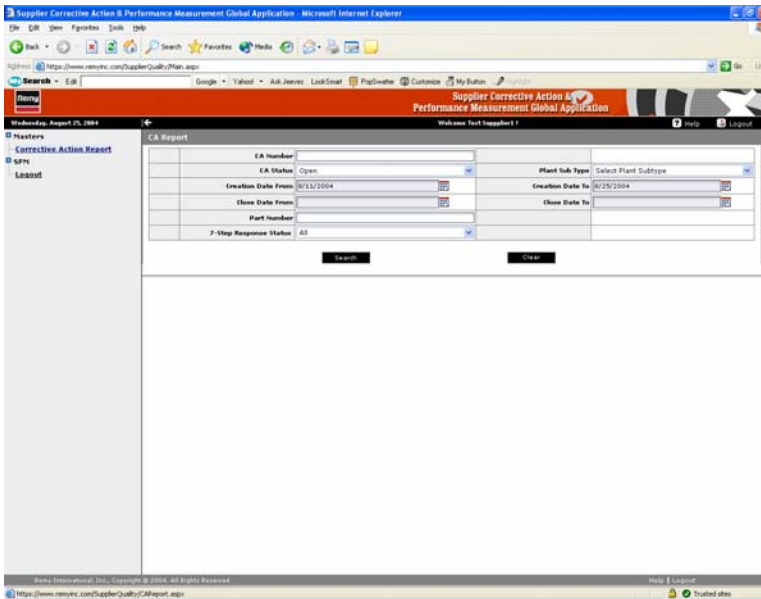 Supplier Corrective Action & Performance Measurement Global Application - Microsoft Internet Explorer
File Edit View Favorites Tools Help
Back Search Favorites Media
Address https://www.remyinc.com/SupplierQuality/Main.aspx Go
Search Google Yahoo! Ask Jeeves LookSmart PopSwatter Customize My Button
Remy
Supplier Corrective Action &
Performance Measurement Global Application
Wednesday, August 25, 2004 Welcome Test Suppplier1 ! Help Logout
Masters
Corrective Action Report
SPM
Logout
CA Report
CA Number
CA Status Open Plant Sub Type Select Plant Subtype
Creation Date From 8/11/2004 Creation Date To 8/25/2004
Close Date From Close Date To
Part Number
7-Step Response Status All
Search Clear
Remy International, Inc., Copyright @ 2004. All Rights Reserved Help | Logout
https://www.remyinc.com/SupplierQuality/CAReport.aspx Trusted sites